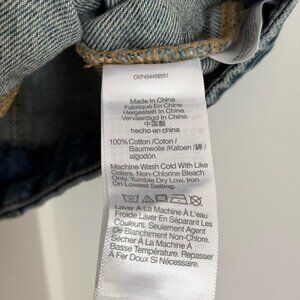 CKP494458551
Made In China
Fabriqué En China
Hergestellt In China
Vervaardigd In China
中国製
hecho en china
100% Cotton /Coton /
Baumwolle /Katoen / 綿 /
algodón
Machine Wash Cold With Like
Colors. Non-Chlorine Bleach
Only. Tumble Dry Low. Iron
On Lowest Setting.
Laver À La Machine À L'eau
Froide.Laver En Séparant Les
Couleurs. Seulement Agent
De Blanchiment Non-Chloric.
Sécher À La Machine À
Basse Température. Repasser
À Fer Doux Si Nécessaire.